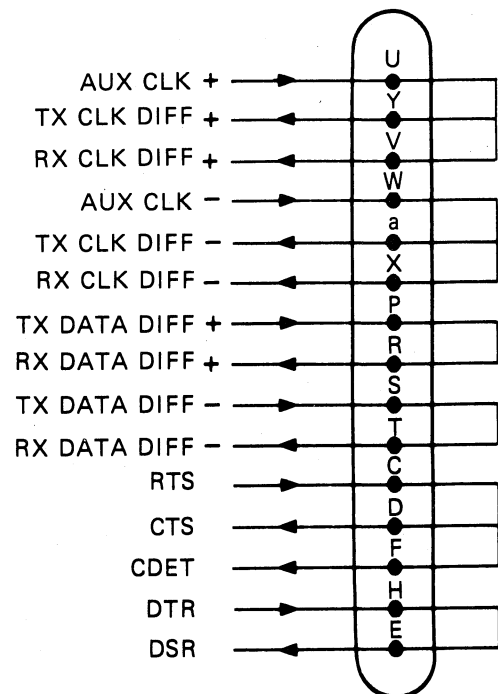 U
AUX CLK +
Y
TX CLK DIFF +
V
RX CLK DIFF +
W
AUX CLK −
a
TX CLK DIFF −
X
RX CLK DIFF −
P
TX DATA DIFF +
R
RX DATA DIFF +
S
TX DATA DIFF −
T
RX DATA DIFF −
C
RTS
D
CTS
F
CDET
H
DTR
E
DSR